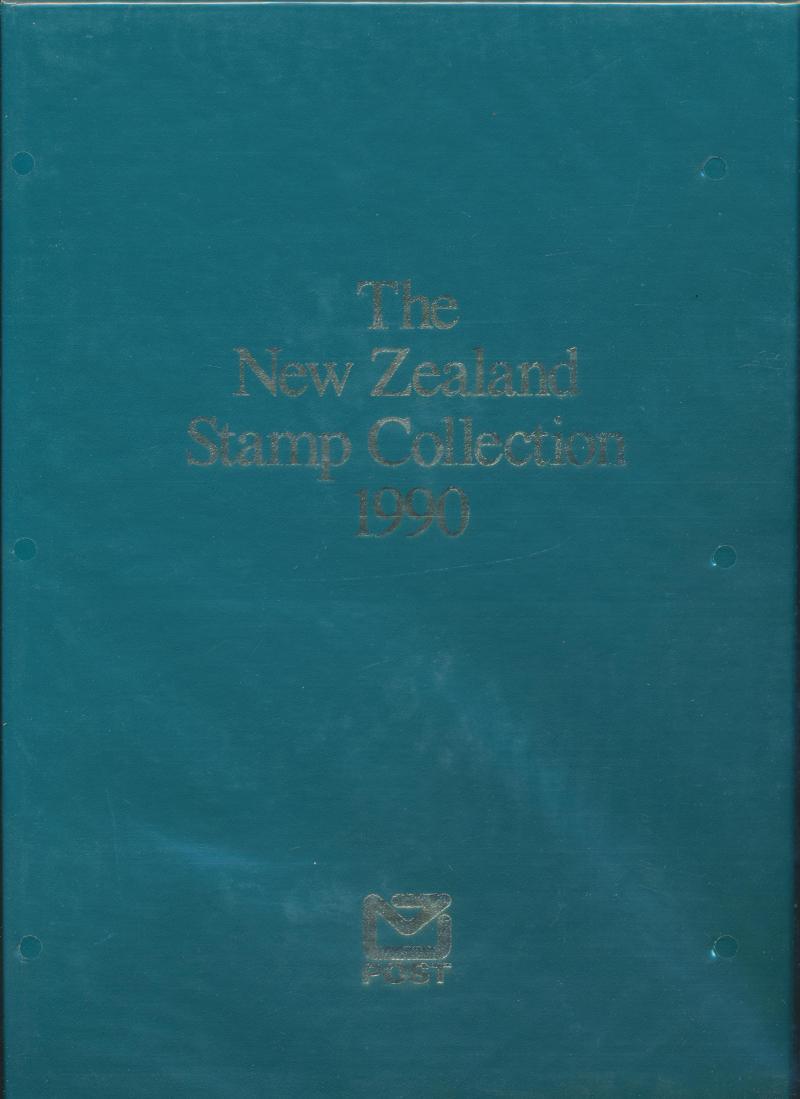 The
New Zealand
Stamp Collection
1990
POST